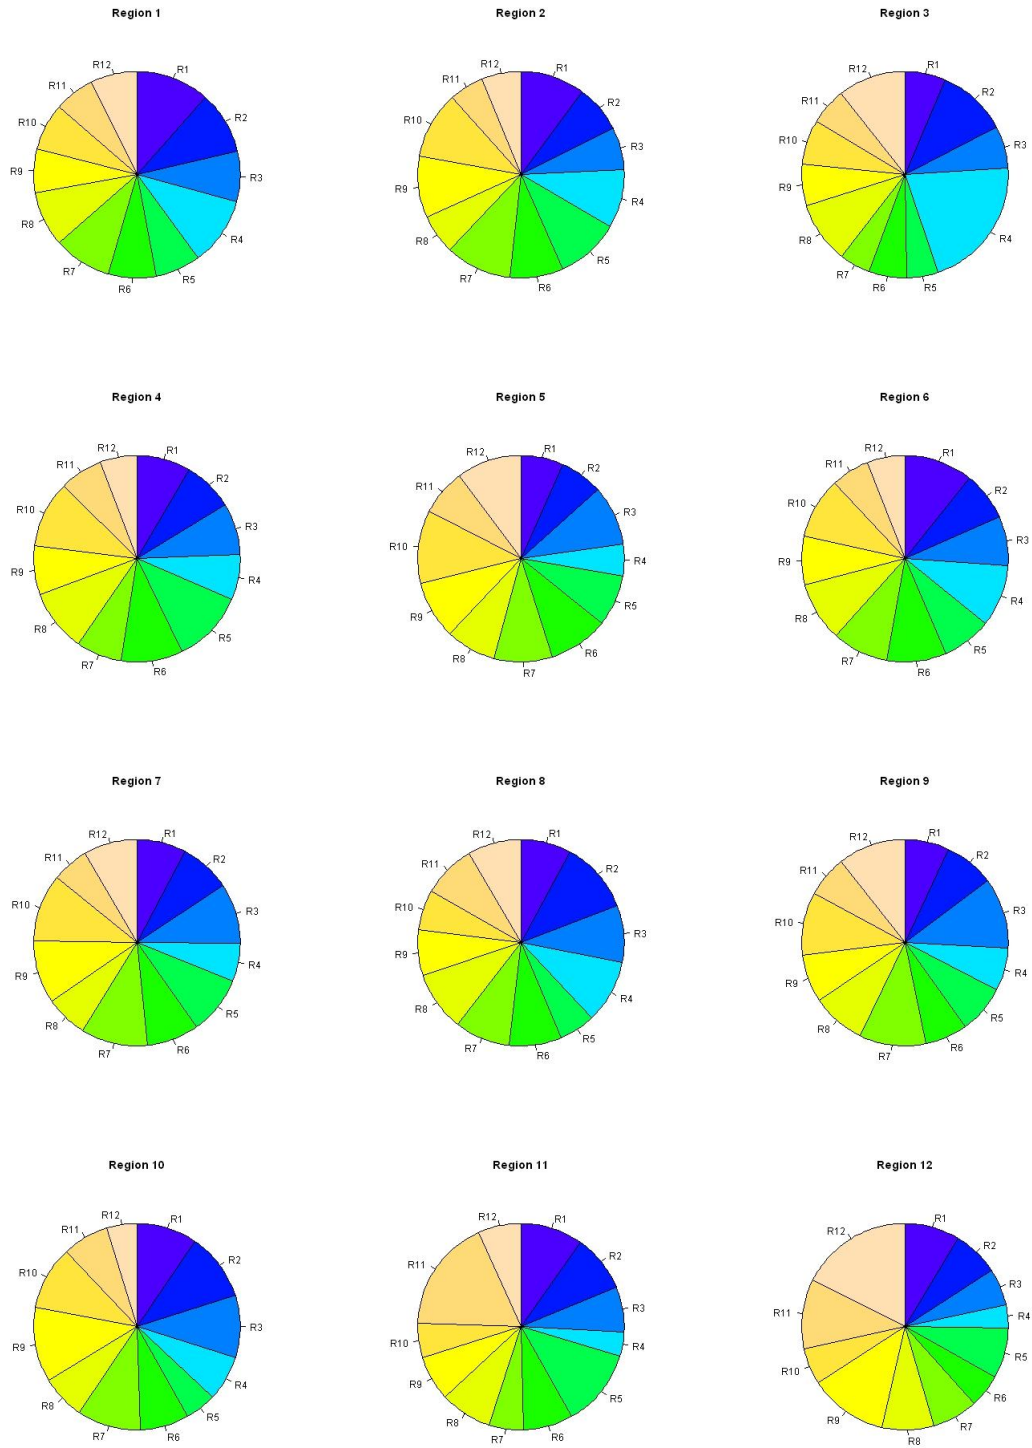 Region 1
R1
R2
R3
R4
R5
R6
R7
R8
R9
R10
R11
R12
Region 2
R1
R2
R3
R4
R5
R6
R7
R8
R9
R10
R11
R12
Region 3
R1
R2
R3
R4
R5
R6
R7
R8
R9
R10
R11
R12
Region 4
R1
R2
R3
R4
R5
R6
R7
R8
R9
R10
R11
R12
Region 5
R1
R2
R3
R4
R5
R6
R7
R8
R9
R10
R11
R12
Region 6
R1
R2
R3
R4
R5
R6
R7
R8
R9
R10
R11
R12
Region 7
R1
R2
R3
R4
R5
R6
R7
R8
R9
R10
R11
R12
Region 8
R1
R2
R3
R4
R5
R6
R7
R8
R9
R10
R11
R12
Region 9
R1
R2
R3
R4
R5
R6
R7
R8
R9
R10
R11
R12
Region 10
R1
R2
R3
R4
R5
R6
R7
R8
R9
R10
R11
R12
Region 11
R1
R2
R3
R4
R5
R6
R7
R8
R9
R10
R11
R12
Region 12
R1
R2
R3
R4
R5
R6
R7
R8
R9
R10
R11
R12